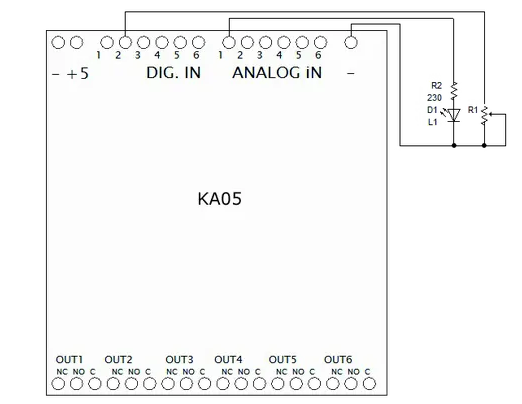 1 2 3 4 5 6 1 2 3 4 5 6
- +5 DIG. IN ANALOG iN -
R2
230
D1
L1
R1
KA05
OUT1 OUT2 OUT3 OUT4 OUT5 OUT6
NC NO C NC NO C NC NO C NC NO C NC NO C NC NO C